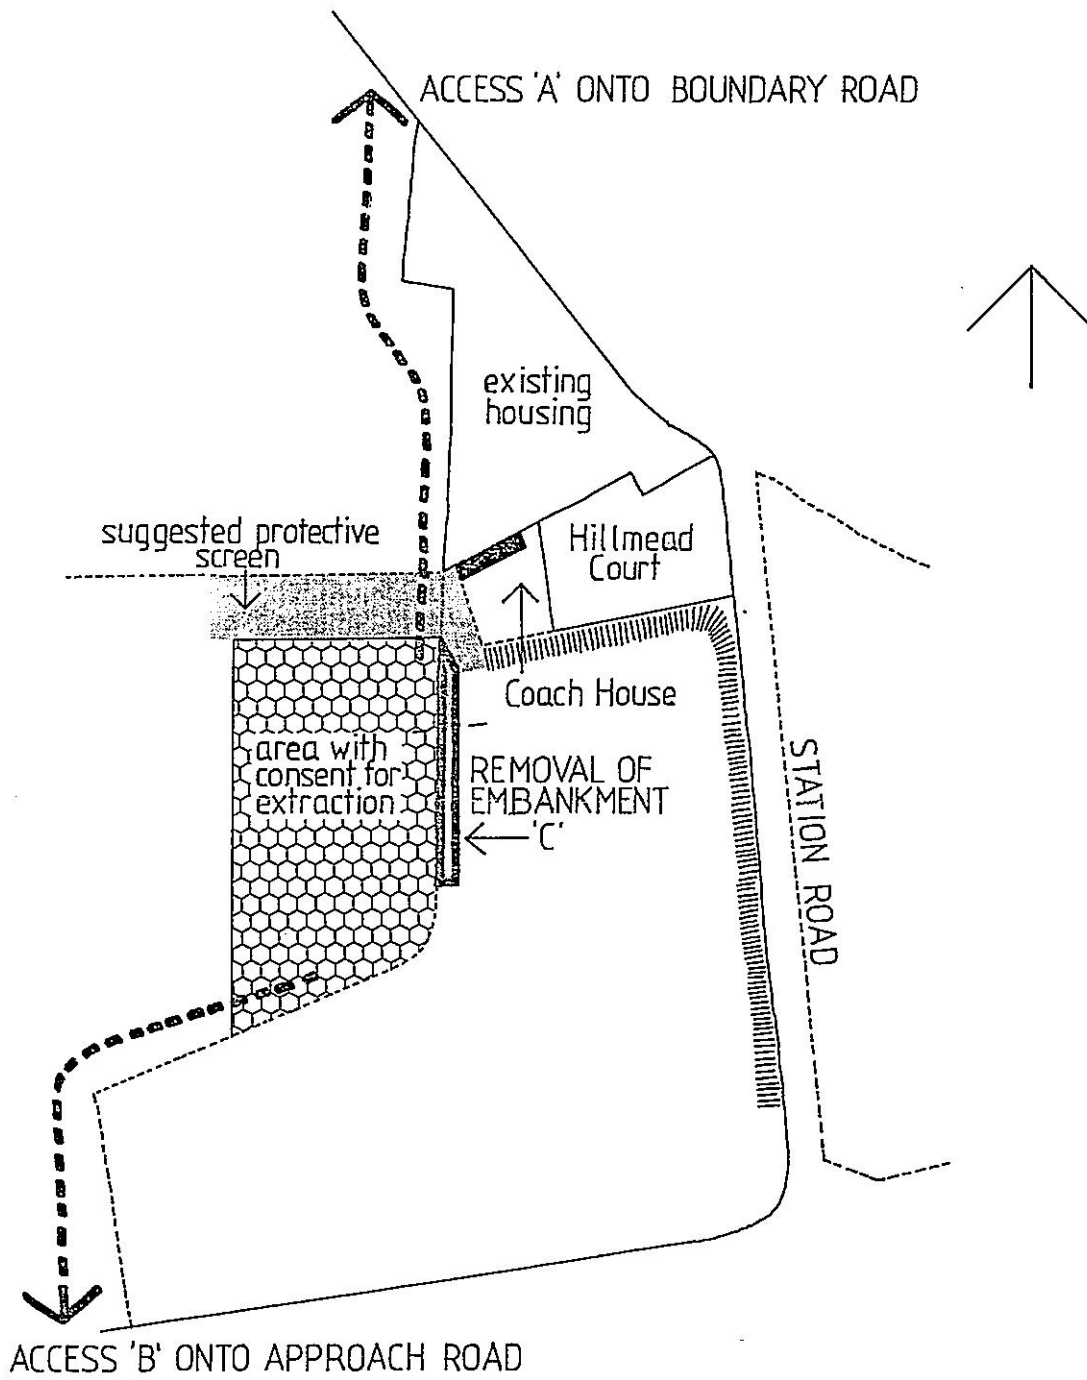 ACCESS 'A' ONTO BOUNDARY ROAD
existing
housing
suggested protective
screen
Hillmead
Court
Coach House
area with
consent for
extraction
REMOVAL OF
EMBANKMENT
'C'
STATION ROAD
ACCESS 'B' ONTO APPROACH ROAD